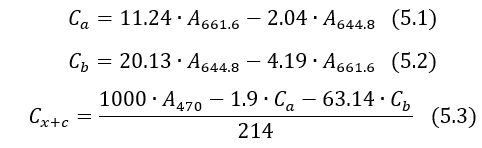 C_a = 11.24 · A_661.6 − 2.04 · A_644.8 (5.1)
C_b = 20.13 · A_644.8 − 4.19 · A_661.6 (5.2)
C_x+c = (1000 · A_470 − 1.9 · C_a − 63.14 · C_b) / 214 (5.3)